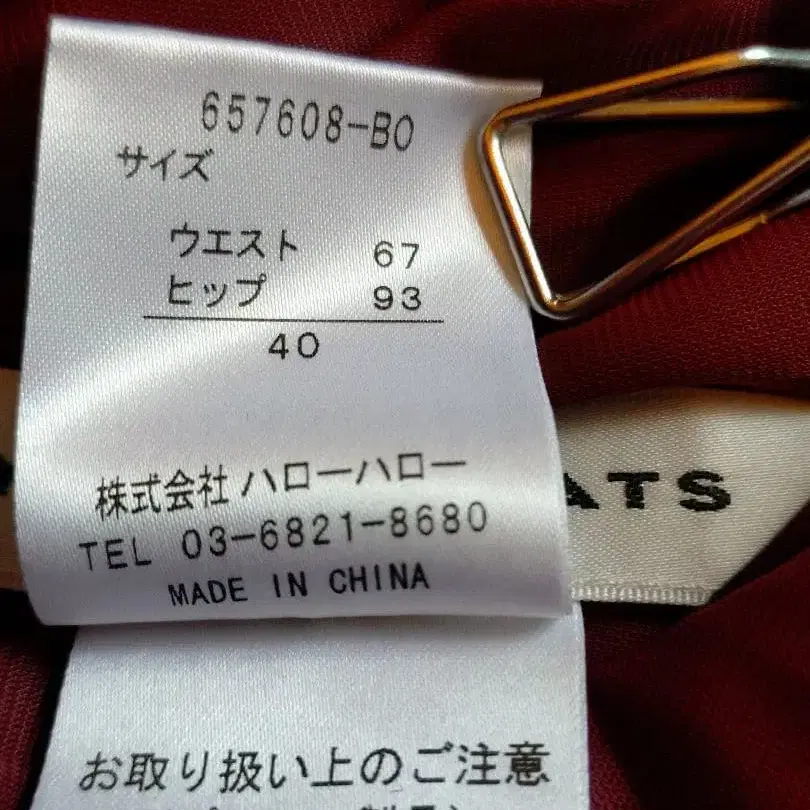 657608-BO
サイズ
ウエスト 67
ヒップ 93
40
株式会社 ハローハロー
TEL 03-6821-8680
MADE IN CHINA
ATS
お取り扱い上のご注意